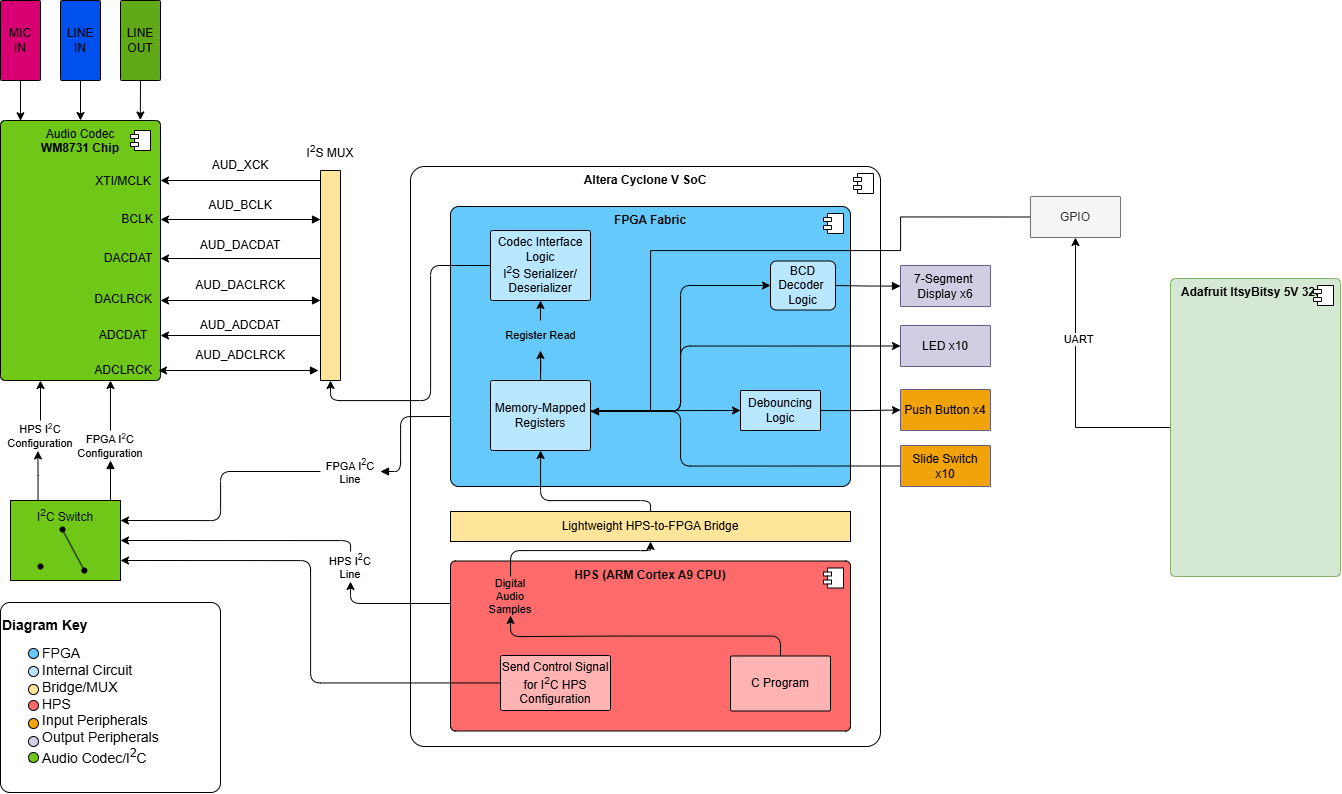 MIC
IN
LINE
IN
LINE
OUT
Audio Codec
WM8731 Chip
XTI/MCLK
BCLK
DACDAT
DACLRCK
ADCDAT
ADCLRCK
AUD_XCK
AUD_BCLK
AUD_DACDAT
AUD_DACLRCK
AUD_ADCDAT
AUD_ADCLRCK
I²S MUX
HPS I²C
Configuration
FPGA I²C
Configuration
I²C Switch
FPGA I²C
Line
HPS I²C
Line
Altera Cyclone V SoC
FPGA Fabric
Codec Interface
Logic
I²S Serializer/
Deserializer
Register Read
Memory-Mapped
Registers
BCD
Decoder
Logic
Debouncing
Logic
Lightweight HPS-to-FPGA Bridge
HPS (ARM Cortex A9 CPU)
Digital
Audio
Samples
Send Control Signal
for I²C HPS
Configuration
C Program
GPIO
7-Segment
Display x6
LED x10
Push Button x4
Slide Switch
x10
UART
Adafruit ItsyBitsy 5V 32
Diagram Key
FPGA
Internal Circuit
Bridge/MUX
HPS
Input Peripherals
Output Peripherals
Audio Codec/I²C